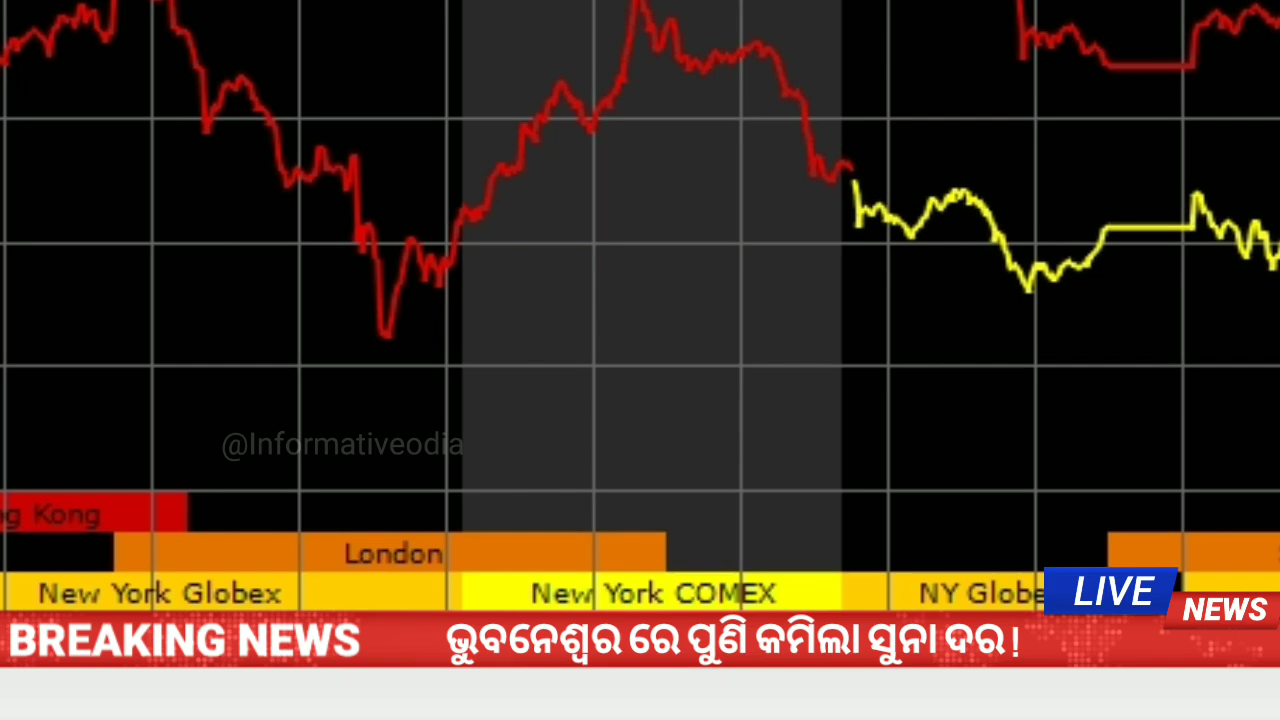 @Informativeodia
g Kong
London
New York Globex
New York COMEX
NY Globe
LIVE
NEWS
BREAKING NEWS
ଭୁବନେଶ୍ୱର ରେ ପୁଣି କମିଲା ସୁନା ଦର!